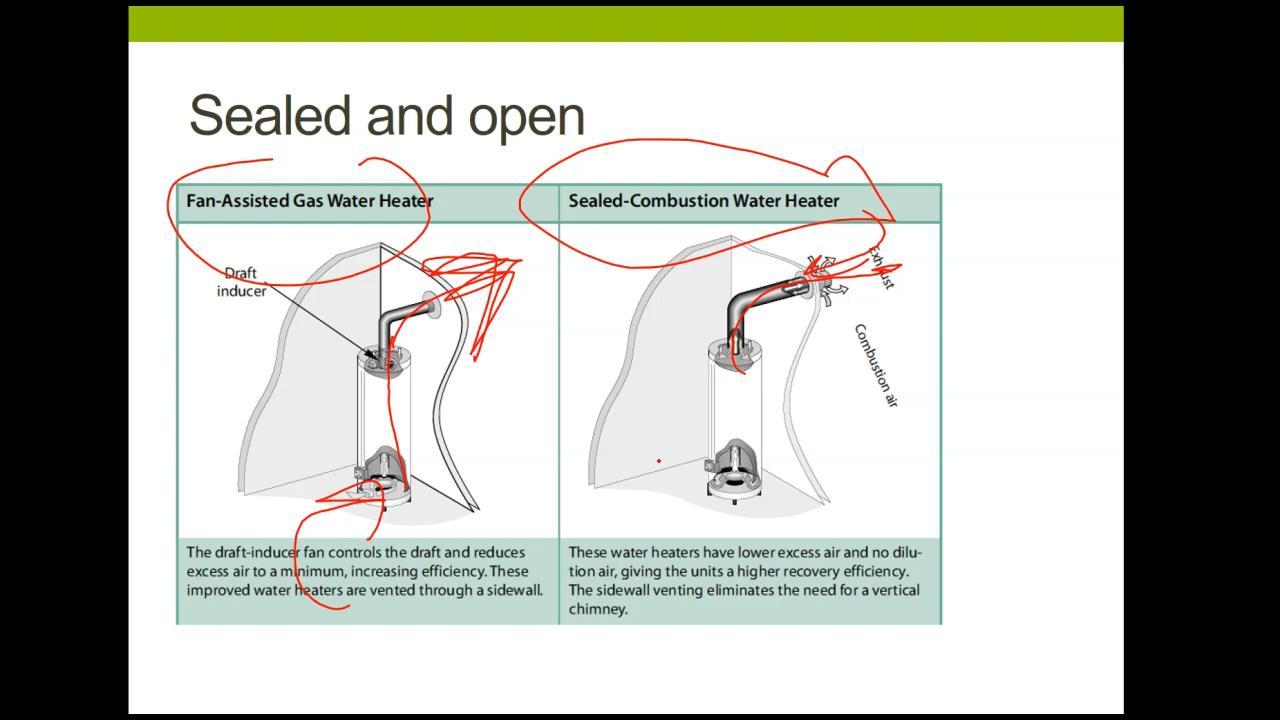 Sealed and open
Fan-Assisted Gas Water Heater
Draft
inducer
The draft-inducer fan controls the draft and reduces
excess air to a minimum, increasing efficiency. These
improved water heaters are vented through a sidewall.
Sealed-Combustion Water Heater
Exhaust
Combustion air
These water heaters have lower excess air and no dilu-
tion air, giving the units a higher recovery efficiency.
The sidewall venting eliminates the need for a vertical
chimney.